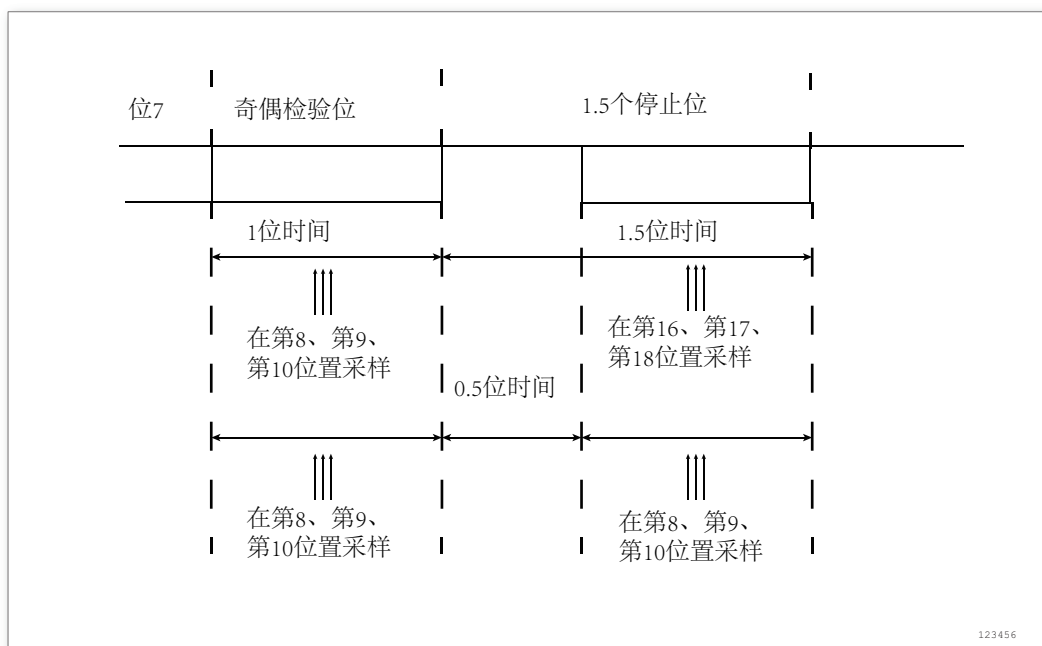 位7
奇偶检验位
1.5个停止位
1位时间
1.5位时间
在第8、第9、
第10位置采样
在第16、第17、
第18位置采样
0.5位时间
在第8、第9、
第10位置采样
在第8、第9、
第10位置采样
123456